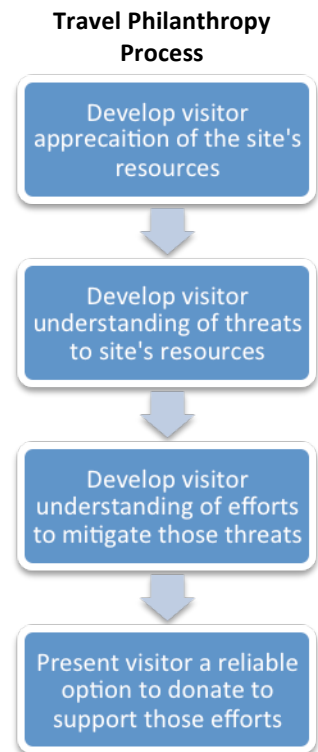 Travel Philanthropy
Process
Develop visitor
apprecaition of the site's
resources
Develop visitor
understanding of threats
to site's resources
Develop visitor
understanding of efforts
to mitigate those threats
Present visitor a reliable
option to donate to
support those efforts